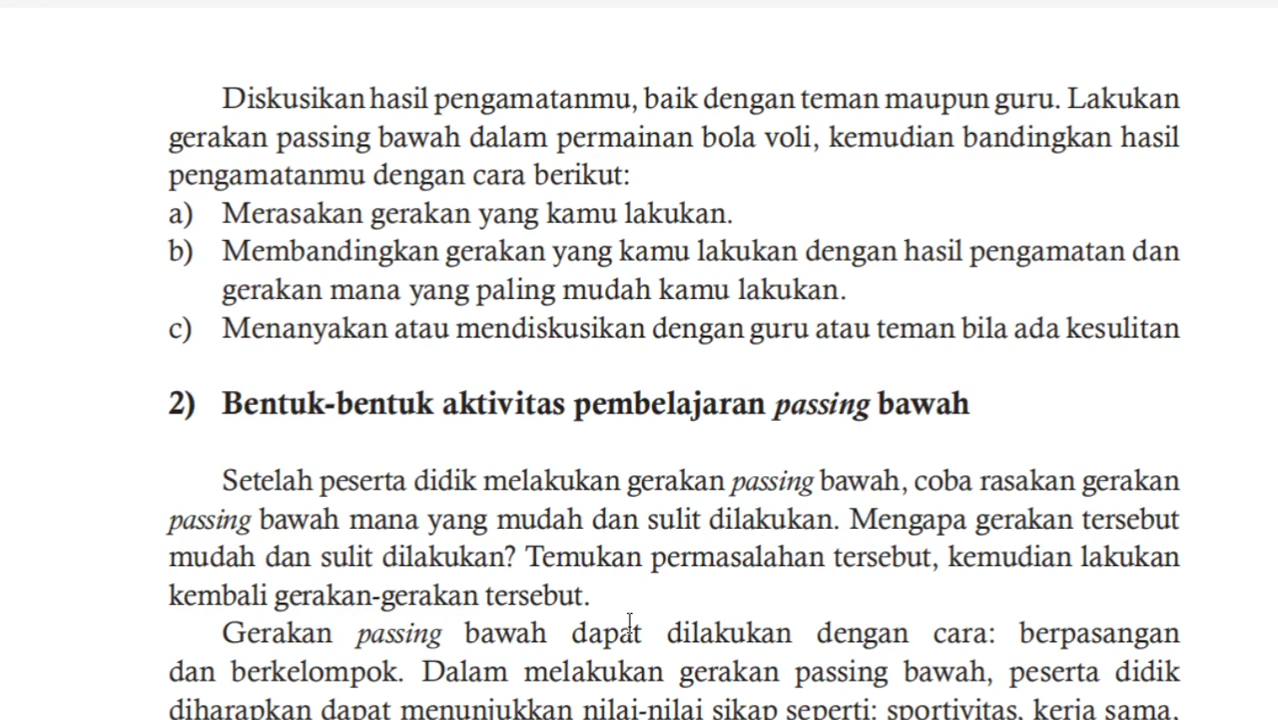 Diskusikan hasil pengamatanmu, baik dengan teman maupun guru. Lakukan
gerakan passing bawah dalam permainan bola voli, kemudian bandingkan hasil
pengamatanmu dengan cara berikut:
a) Merasakan gerakan yang kamu lakukan.
b) Membandingkan gerakan yang kamu lakukan dengan hasil pengamatan dan
gerakan mana yang paling mudah kamu lakukan.
c) Menanyakan atau mendiskusikan dengan guru atau teman bila ada kesulitan
2) Bentuk-bentuk aktivitas pembelajaran passing bawah
Setelah peserta didik melakukan gerakan passing bawah, coba rasakan gerakan
passing bawah mana yang mudah dan sulit dilakukan. Mengapa gerakan tersebut
mudah dan sulit dilakukan? Temukan permasalahan tersebut, kemudian lakukan
kembali gerakan-gerakan tersebut.
Gerakan passing bawah dapat dilakukan dengan cara: berpasangan
dan berkelompok. Dalam melakukan gerakan passing bawah, peserta didik
diharapkan dapat menunjukkan nilai-nilai sikap seperti: sportivitas, kerja sama,